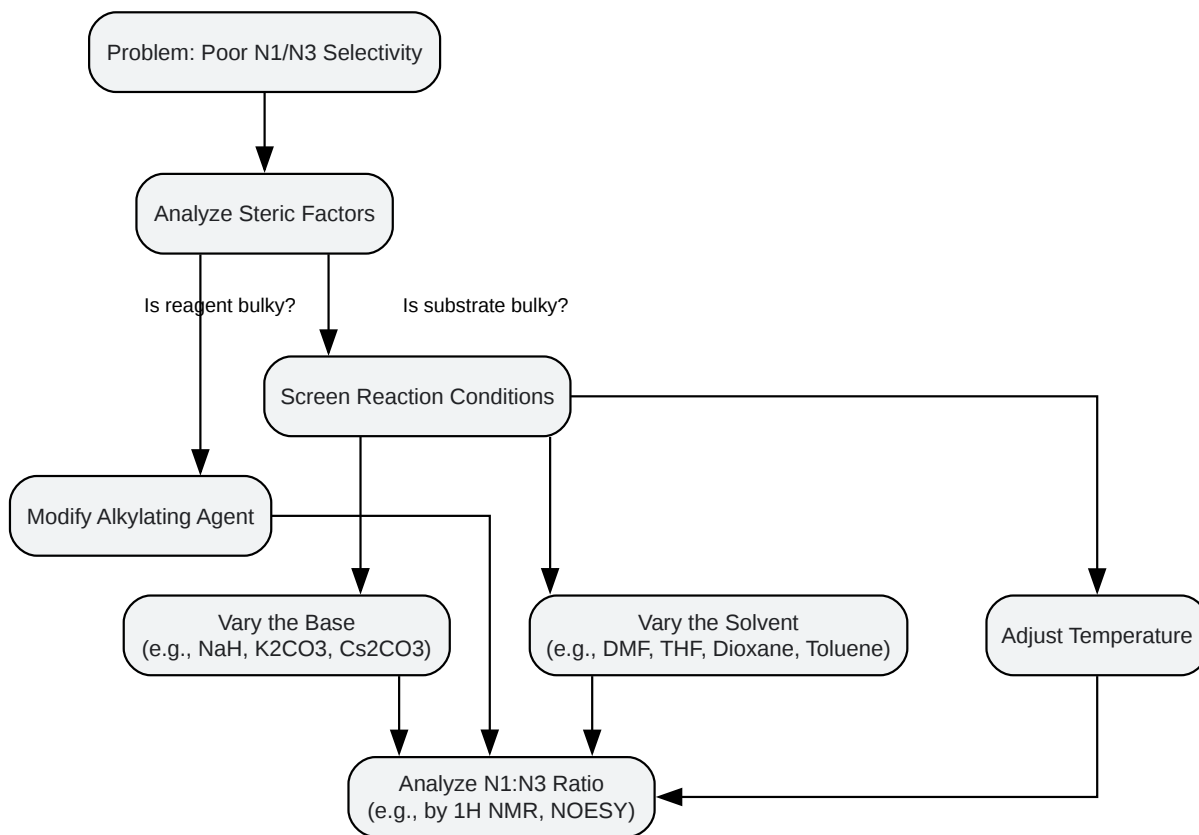 Problem: Poor N1/N3 Selectivity
Analyze Steric Factors
Is reagent bulky?
Is substrate bulky?
Screen Reaction Conditions
Modify Alkylating Agent
Vary the Base
(e.g., NaH, K2CO3, Cs2CO3)
Vary the Solvent
(e.g., DMF, THF, Dioxane, Toluene)
Adjust Temperature
Analyze N1:N3 Ratio
(e.g., by 1H NMR, NOESY)